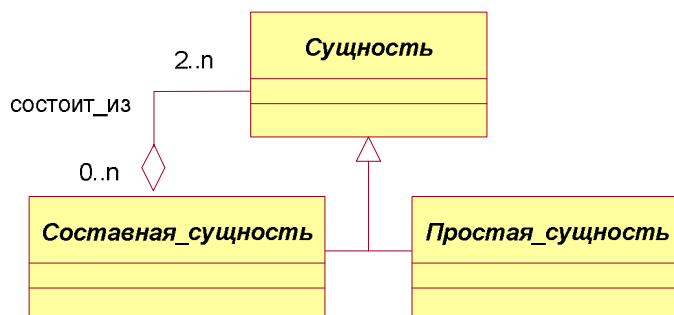 Сущность
2..n
состоит_из
0..n
Составная_сущность
Простая_сущность